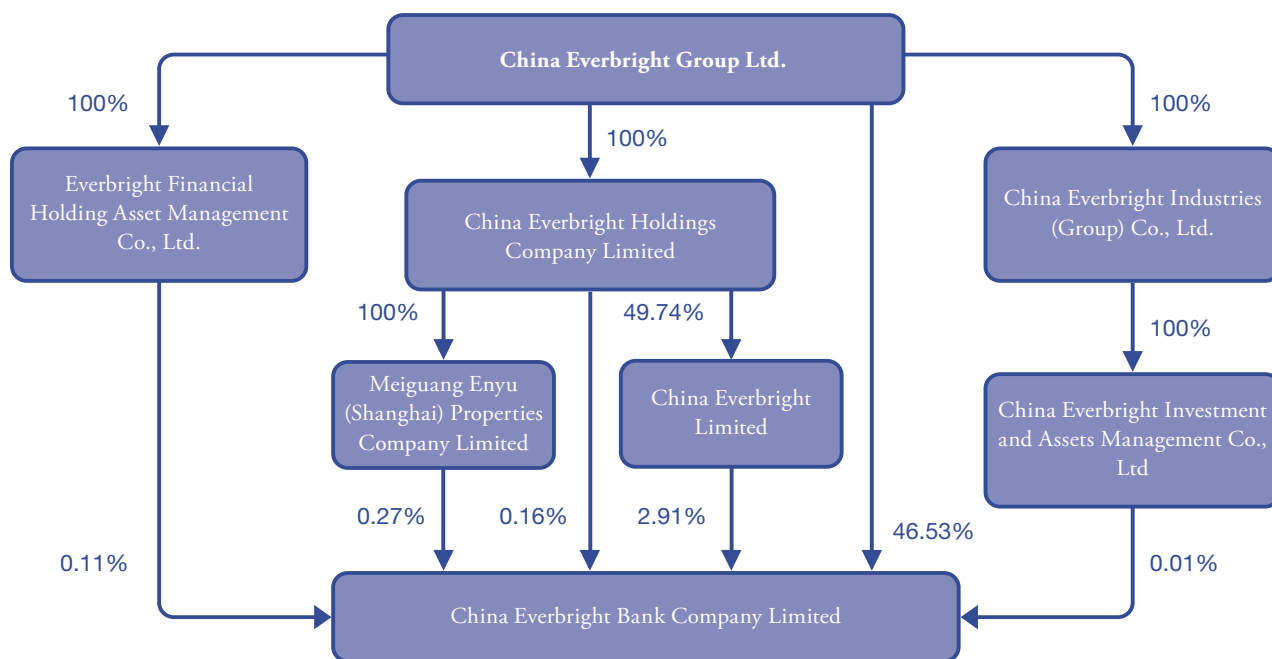 China Everbright Group Ltd.
100%
100%
100%
Everbright Financial
Holding Asset Management
Co., Ltd.
China Everbright Holdings
Company Limited
China Everbright Industries
(Group) Co., Ltd.
100%
49.74%
100%
Meiguang Enyu
(Shanghai) Properties
Company Limited
China Everbright
Limited
China Everbright Investment
and Assets Management Co.,
Ltd
0.27%
0.16%
2.91%
46.53%
0.11%
0.01%
China Everbright Bank Company Limited